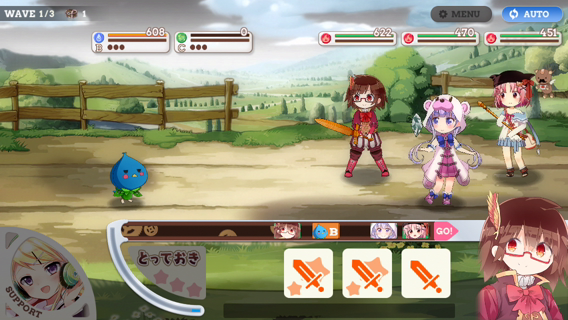 WAVE 1/3 1
MENU
AUTO
608
B
0
C
622
470
451
B
GO!
とっておき
SUPPORT